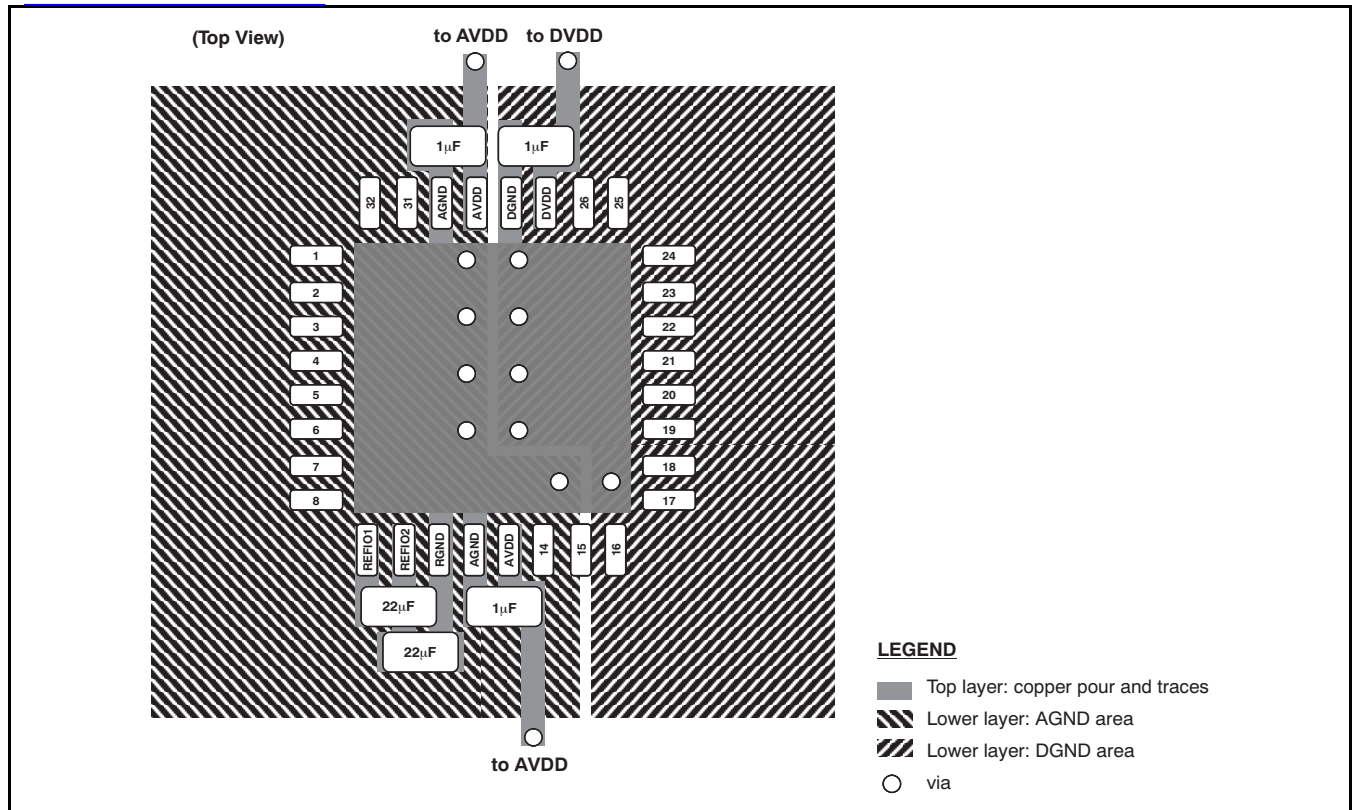 (Top View)
to AVDD
to DVDD
1μF
1μF
32
31
AGND
AVDD
DGND
DVDD
26
25
1
2
3
4
5
6
7
8
24
23
22
21
20
19
18
17
REFIO1
REFIO2
RGND
AGND
AVDD
14
15
16
22μF
1μF
22μF
to AVDD
LEGEND
Top layer: copper pour and traces
Lower layer: AGND area
Lower layer: DGND area
via